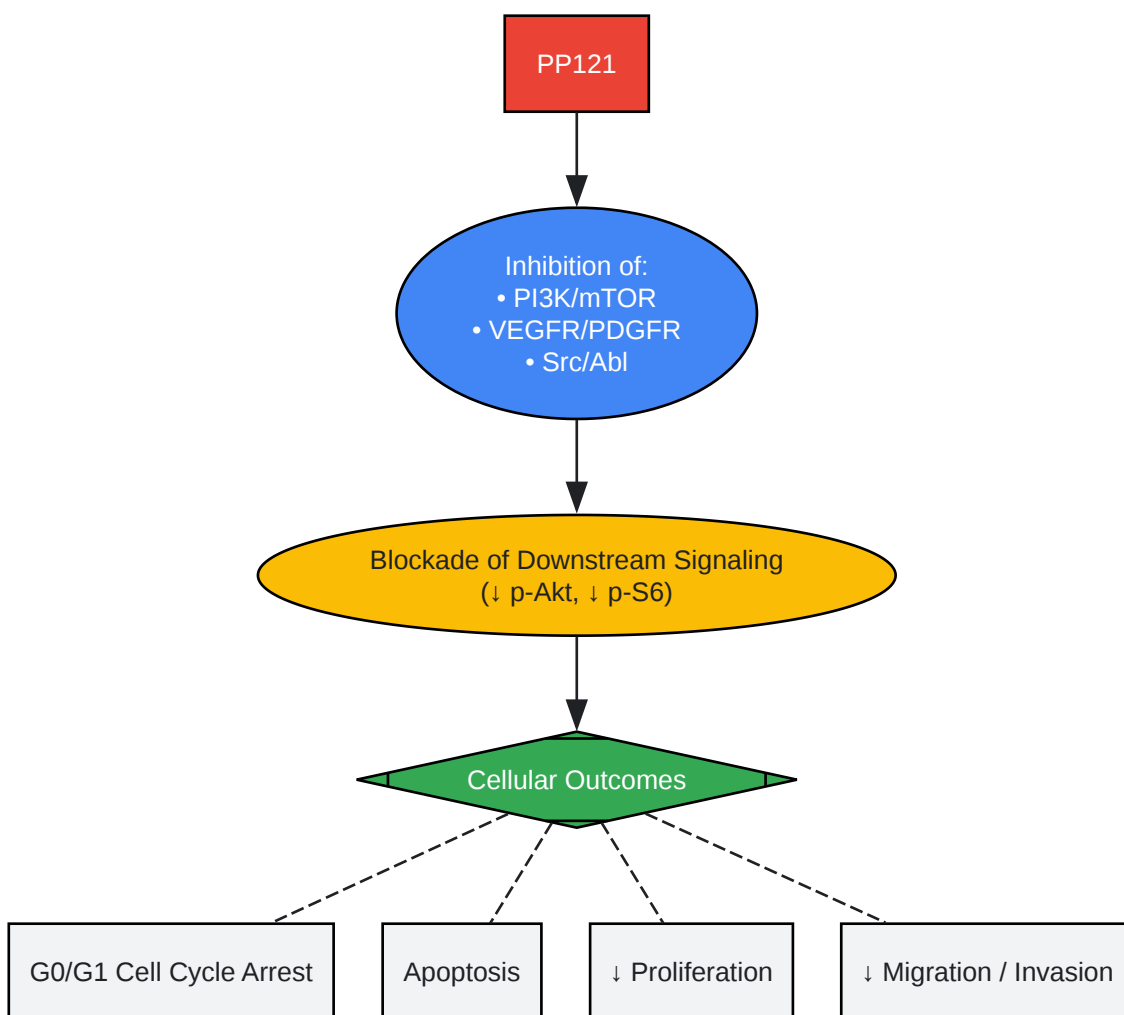 PP121
Inhibition of:
• PI3K/mTOR
• VEGFR/PDGFR
• Src/Abl
Blockade of Downstream Signaling
(↓ p-Akt, ↓ p-S6)
Cellular Outcomes
G0/G1 Cell Cycle Arrest
Apoptosis
↓ Proliferation
↓ Migration / Invasion